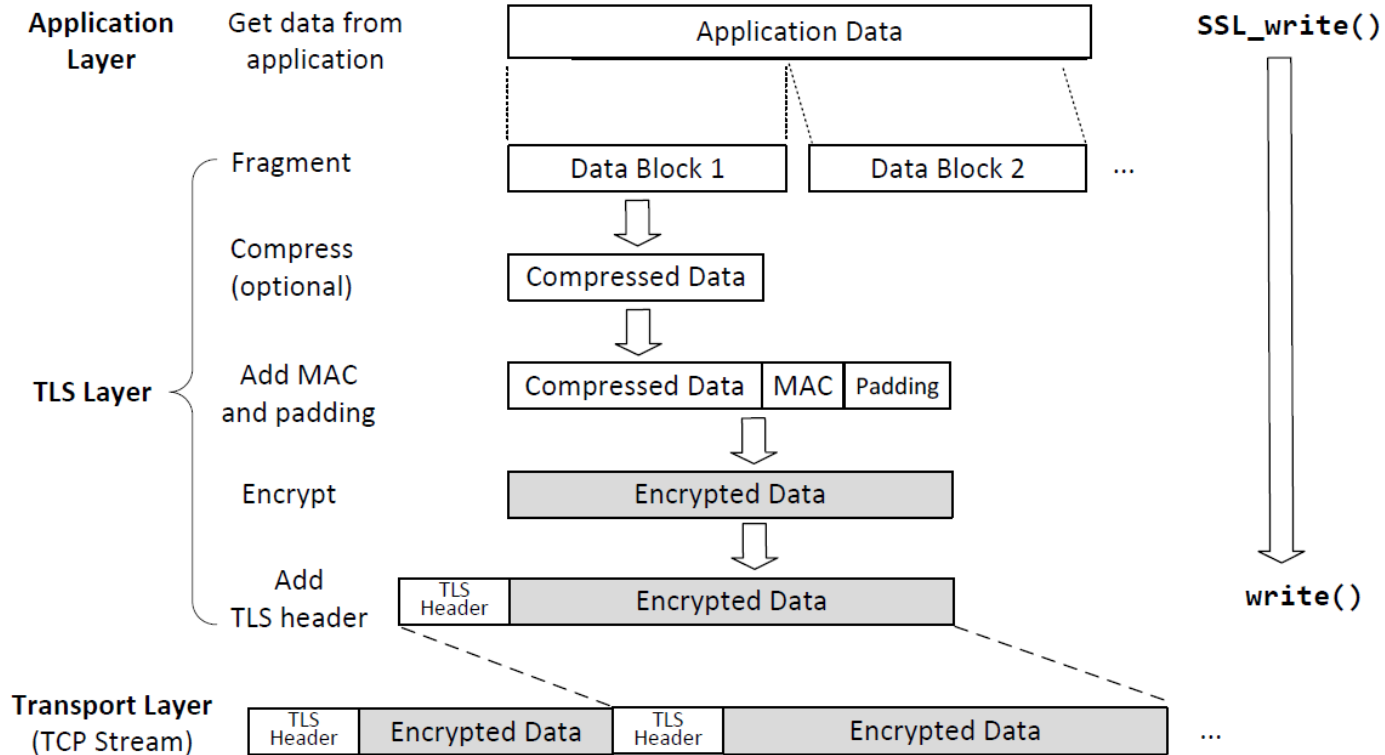 Application
Layer
Get data from
application
Application Data
SSL_write()
Fragment
Data Block 1
Data Block 2
...
Compress
(optional)
Compressed Data
TLS Layer
Add MAC
and padding
Compressed Data
MAC
Padding
Encrypt
Encrypted Data
Add
TLS header
TLS
Header
Encrypted Data
write()
Transport Layer
(TCP Stream)
TLS
Header
Encrypted Data
TLS
Header
Encrypted Data
...